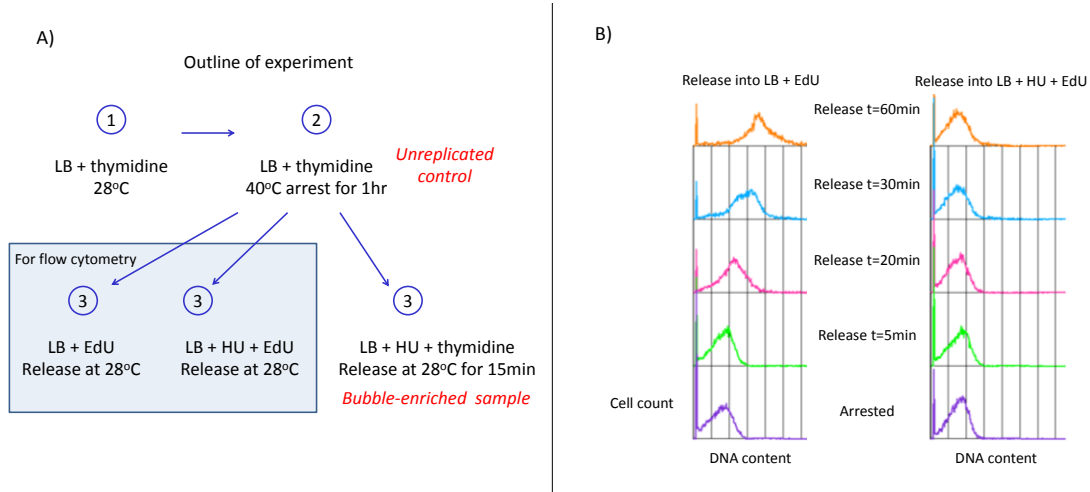 A)
Outline of experiment
1
2
LB + thymidine
28°C
LB + thymidine
40°C arrest for 1hr
Unreplicated
control
For flow cytometry
3
3
3
LB + EdU
Release at 28°C
LB + HU + EdU
Release at 28°C
LB + HU + thymidine
Release at 28°C for 15min
Bubble-enriched sample
B)
Release into LB + EdU
Release into LB + HU + EdU
Release t=60min
Release t=30min
Release t=20min
Release t=5min
Cell count
Arrested
DNA content
DNA content